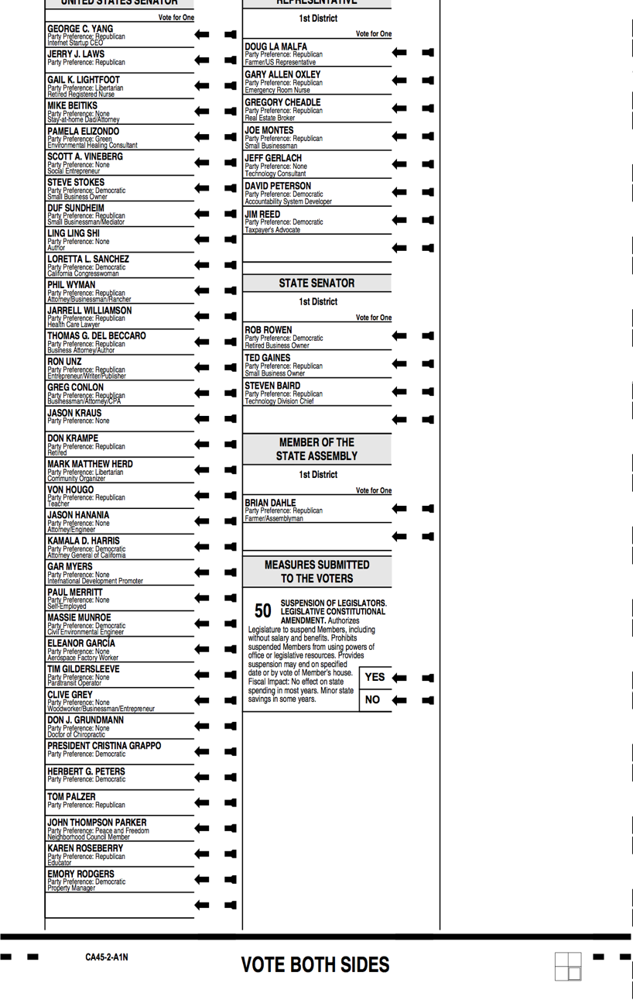 UNITED STATES SENATOR
Vote for One
GEORGE C. YANG
Party Preference: Republican
Internet Startup CEO
JERRY J. LAWS
Party Preference: Republican
GAIL K. LIGHTFOOT
Party Preference: Libertarian
Retired Registered Nurse
MIKE BEITIKS
Party Preference: None
Stay-at-home Dad/Attorney
PAMELA ELIZONDO
Party Preference: Green
Environmental Healing Consultant
SCOTT A. VINEBERG
Party Preference: None
Social Entrepreneur
STEVE STOKES
Party Preference: Democratic
Small Business Owner
DUF SUNDHEIM
Party Preference: Republican
Small Businessman/Mediator
LING LING SHI
Party Preference: None
Author
LORETTA L. SANCHEZ
Party Preference: Democratic
California Congresswoman
PHIL WYMAN
Party Preference: Republican
Attorney/Businessman/Rancher
JARRELL WILLIAMSON
Party Preference: Republican
Health Care Lawyer
THOMAS G. DEL BECCARO
Party Preference: Republican
Business Attorney/Author
RON UNZ
Party Preference: Republican
Entrepreneur/Writer/Publisher
GREG CONLON
Party Preference: Republican
Businessman/Attorney/CPA
JASON KRAUS
Party Preference: None
DON KRAMPE
Party Preference: Republican
Retired
MARK MATTHEW HERD
Party Preference: Libertarian
Community Organizer
VON HOUGO
Party Preference: Republican
Teacher
JASON HANANIA
Party Preference: None
Attorney/Engineer
KAMALA D. HARRIS
Party Preference: Democratic
Attorney General of California
GAR MYERS
Party Preference: None
International Development Promoter
PAUL MERRITT
Party Preference: None
Self-Employed
MASSIE MUNROE
Party Preference: Democratic
Civil Environmental Engineer
ELEANOR GARCÍA
Party Preference: None
Aerospace Factory Worker
TIM GILDERSLEEVE
Party Preference: None
Paratransit Operator
CLIVE GREY
Party Preference: None
Woodworker/Businessman/Entrepreneur
DON J. GRUNDMANN
Party Preference: None
Doctor of Chiropractic
PRESIDENT CRISTINA GRAPPO
Party Preference: Democratic
HERBERT G. PETERS
Party Preference: Democratic
TOM PALZER
Party Preference: Republican
JOHN THOMPSON PARKER
Party Preference: Peace and Freedom
Neighborhood Council Member
KAREN ROSEBERRY
Party Preference: Republican
Educator
EMORY RODGERS
Party Preference: Democratic
Property Manager
REPRESENTATIVE
1st District
Vote for One
DOUG LA MALFA
Party Preference: Republican
Farmer/US Representative
GARY ALLEN OXLEY
Party Preference: Republican
Emergency Room Nurse
GREGORY CHEADLE
Party Preference: Republican
Real Estate Broker
JOE MONTES
Party Preference: Republican
Small Businessman
JEFF GERLACH
Party Preference: None
Technology Consultant
DAVID PETERSON
Party Preference: Democratic
Accountability System Developer
JIM REED
Party Preference: Democratic
Taxpayer's Advocate
STATE SENATOR
1st District
Vote for One
ROB ROWEN
Party Preference: Democratic
Retired Business Owner
TED GAINES
Party Preference: Republican
Small Business Owner
STEVEN BAIRD
Party Preference: Republican
Technology Division Chief
MEMBER OF THE
STATE ASSEMBLY
1st District
Vote for One
BRIAN DAHLE
Party Preference: Republican
Farmer/Assemblyman
MEASURES SUBMITTED
TO THE VOTERS
50 SUSPENSION OF LEGISLATORS.
LEGISLATIVE CONSTITUTIONAL
AMENDMENT. Authorizes
Legislature to suspend Members, including
without salary and benefits. Prohibits
suspended Members from using powers of
office or legislative resources. Provides
suspension may end on specified
date or by vote of Member's house.
Fiscal Impact: No effect on state
spending in most years. Minor state
savings in some years.
YES
NO
CA45-2-A1N
VOTE BOTH SIDES